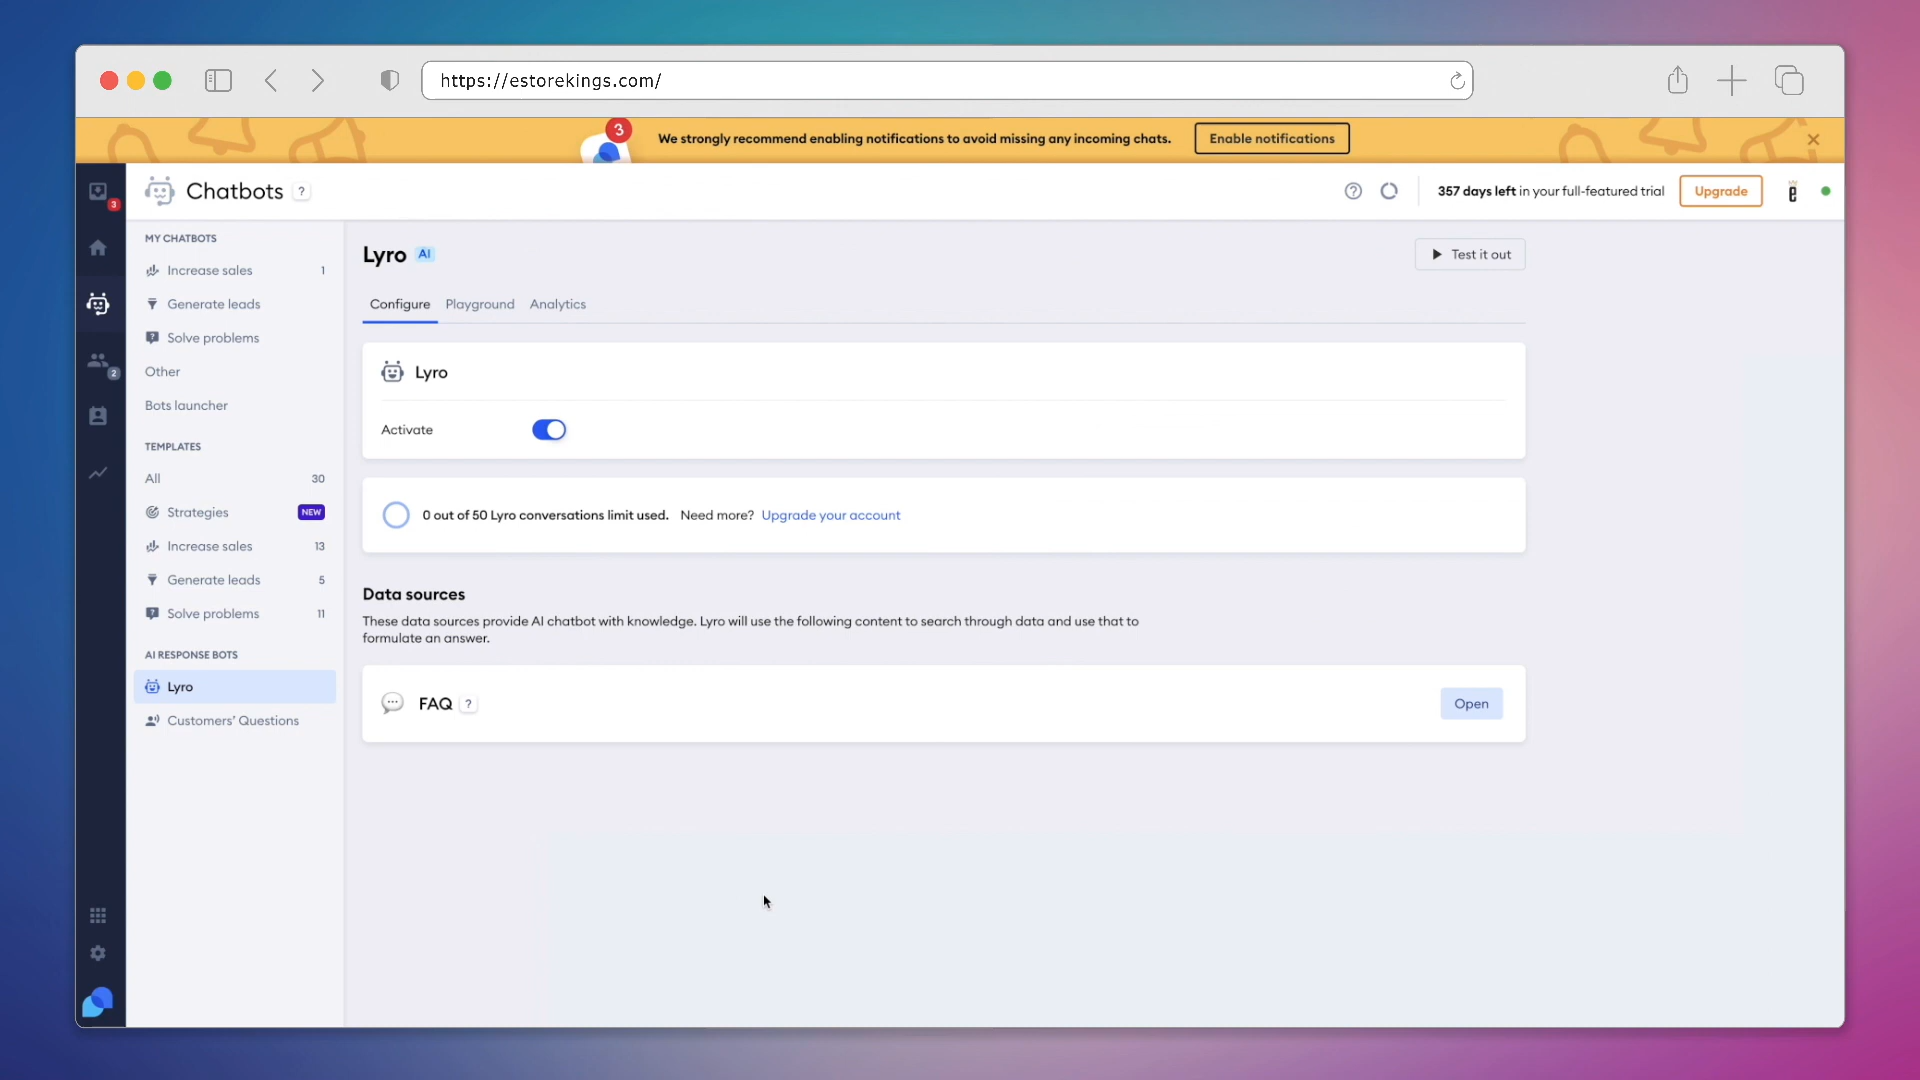 https://estorekings.com/
3
We strongly recommend enabling notifications to avoid missing any incoming chats.
Enable notifications
3
Chatbots ?
357 days left in your full-featured trial
Upgrade
MY CHATBOTS
Increase sales 1
Generate leads
Solve problems
Other
Bots launcher
2
TEMPLATES
All 30
Strategies NEW
Increase sales 13
Generate leads 5
Solve problems 11
AI RESPONSE BOTS
Lyro
Customers' Questions
Lyro AI
Test it out
Configure Playground Analytics
Lyro
Activate
0 out of 50 Lyro conversations limit used. Need more? Upgrade your account
Data sources
These data sources provide AI chatbot with knowledge. Lyro will use the following content to search through data and use that to
formulate an answer.
FAQ ?
Open